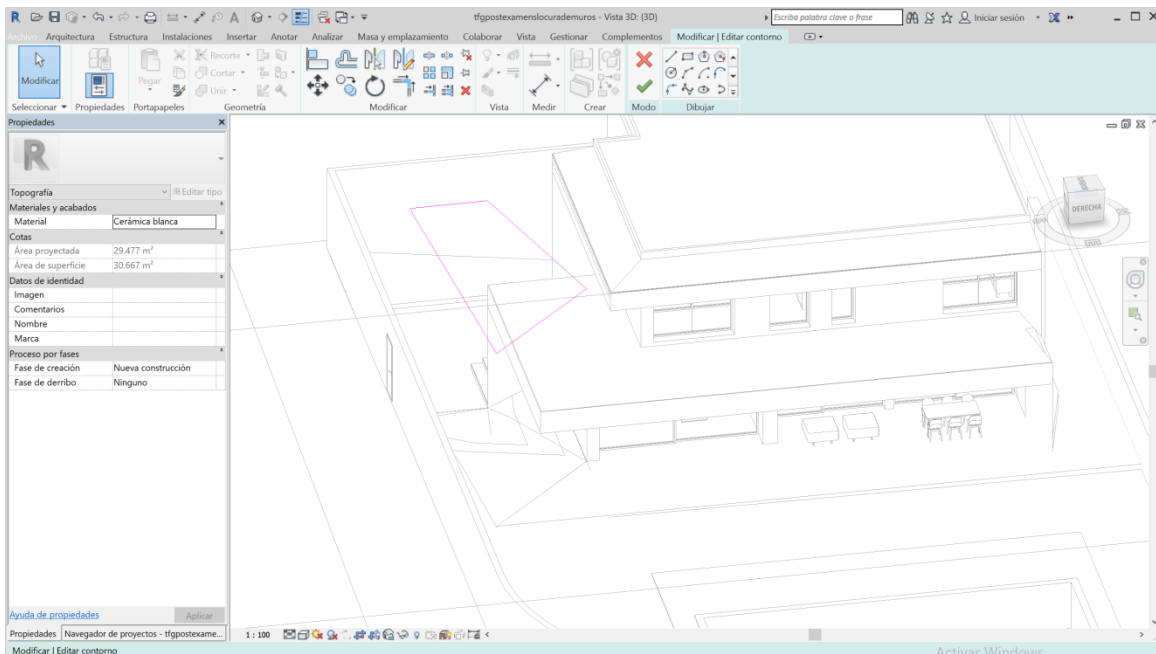 tfgpostexamenslocurademuros - Vista 3D: {3D}
Escriba palabra clave o frase
Iniciar sesión
Archivo Arquitectura Estructura Instalaciones Insertar Anotar Analizar Masa y emplazamiento Colaborar Vista Gestionar Complementos Modificar | Editar contorno
Modificar
Pegar
Recorte
Cortar
Unir
Seleccionar Propiedades Portapapeles Geometría Modificar Vista Medir Crear Modo Dibujar
Propiedades
R
Topografía
Editar tipo
Materiales y acabados
Material Cerámica blanca
Cotas
Área proyectada 29.477 m²
Área de superficie 30.667 m²
Datos de identidad
Imagen
Comentarios
Nombre
Marca
Proceso por fases
Fase de creación Nueva construcción
Fase de derribo Ninguno
DERECHA
Ayuda de propiedades
Aplicar
Propiedades Navegador de proyectos - tfgpostexame...
1 : 100
Modificar | Editar contorno
Activar Windows